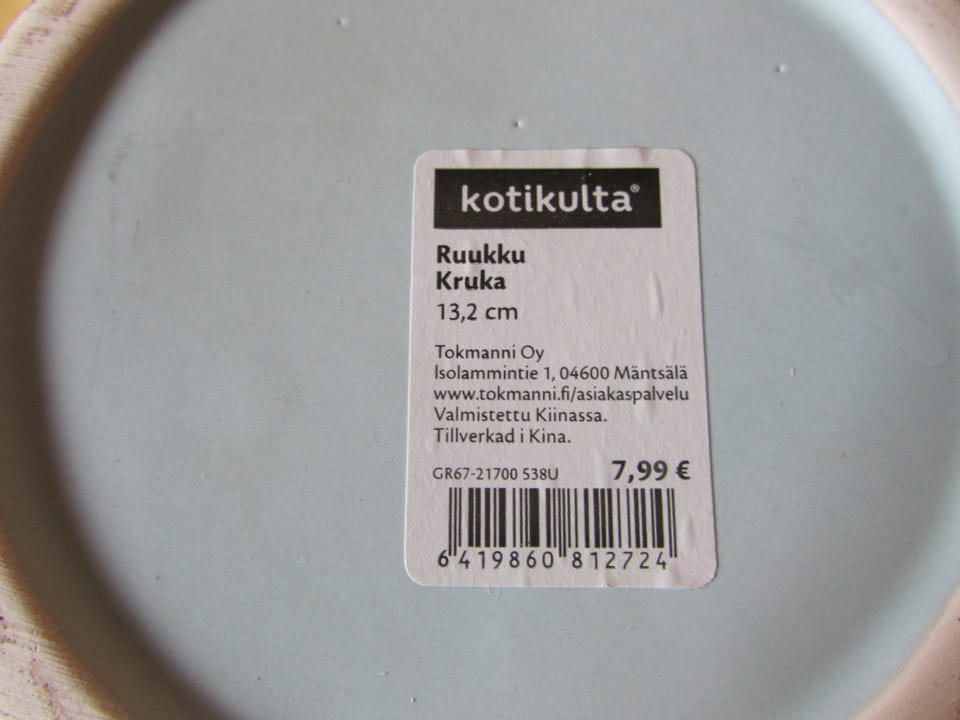 kotikulta®
Ruukku
Kruka
13,2 cm
Tokmanni Oy
Isolammintie 1, 04600 Mäntsälä
www.tokmanni.fi/asiakaspalvelu
Valmistettu Kiinassa.
Tillverkad i Kina.
GR67-21700 538U 7,99 €
6 419860 812724